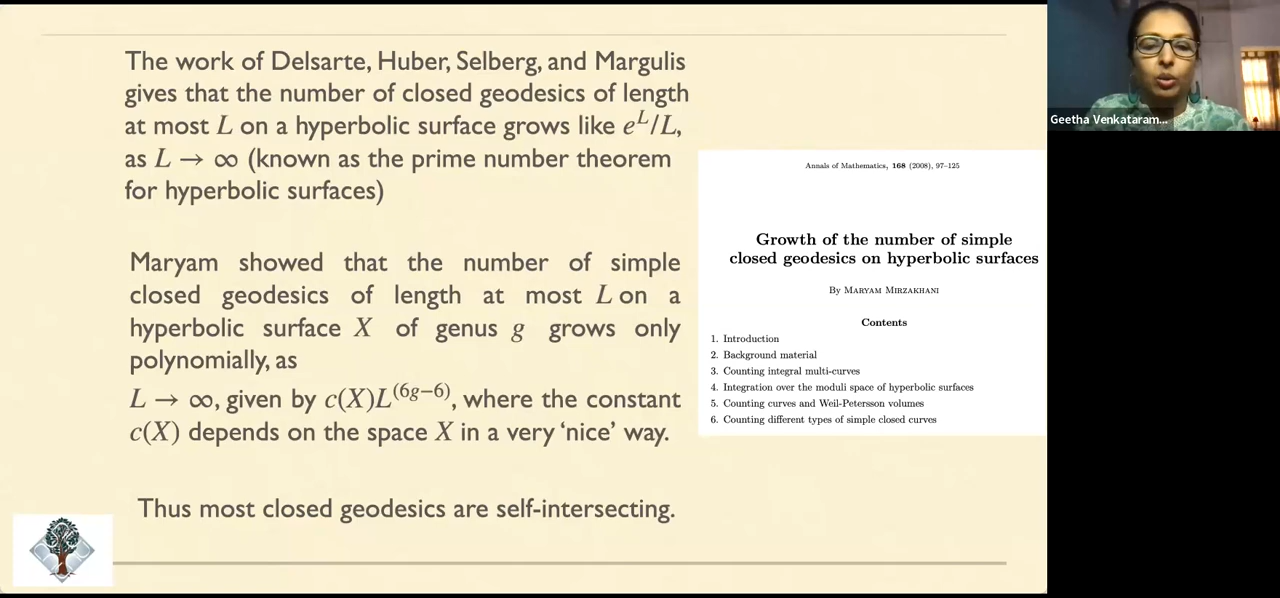 The work of Delsarte, Huber, Selberg, and Margulis
gives that the number of closed geodesics of length
at most L on a hyperbolic surface grows like e^L/L,
as L → ∞ (known as the prime number theorem
for hyperbolic surfaces)
Maryam showed that the number of simple
closed geodesics of length at most L on a
hyperbolic surface X of genus g grows only
polynomially, as
L → ∞, given by c(X)L^(6g−6), where the constant
c(X) depends on the space X in a very ‘nice’ way.
Thus most closed geodesics are self-intersecting.
Annals of Mathematics, 168 (2008), 97–125
Growth of the number of simple
closed geodesics on hyperbolic surfaces
By Maryam Mirzakhani
Contents
1. Introduction
2. Background material
3. Counting integral multi-curves
4. Integration over the moduli space of hyperbolic surfaces
5. Counting curves and Weil-Petersson volumes
6. Counting different types of simple closed curves
Geetha Venkataram...